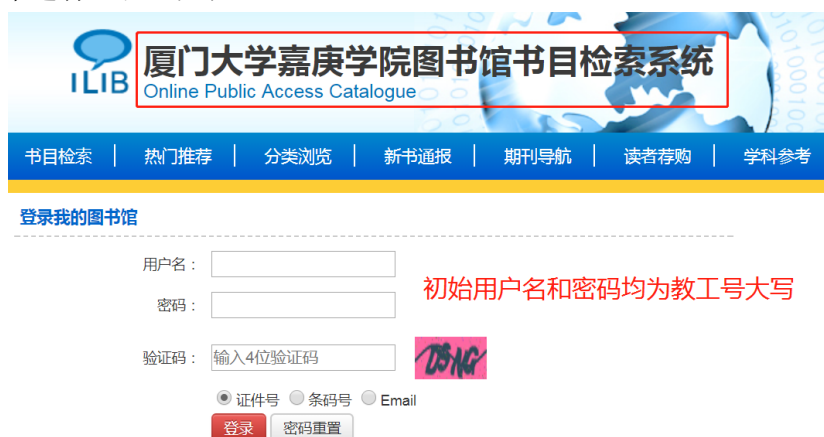 ILIB
厦门大学嘉庚学院图书馆书目检索系统
Online Public Access Catalogue
书目检索 | 热门推荐 | 分类浏览 | 新书通报 | 期刊导航 | 读者荐购 | 学科参考
登录我的图书馆
用户名：
初始用户名和密码均为教工号大写
密码：
验证码： 输入4位验证码
证件号 条码号 Email
登录 密码重置